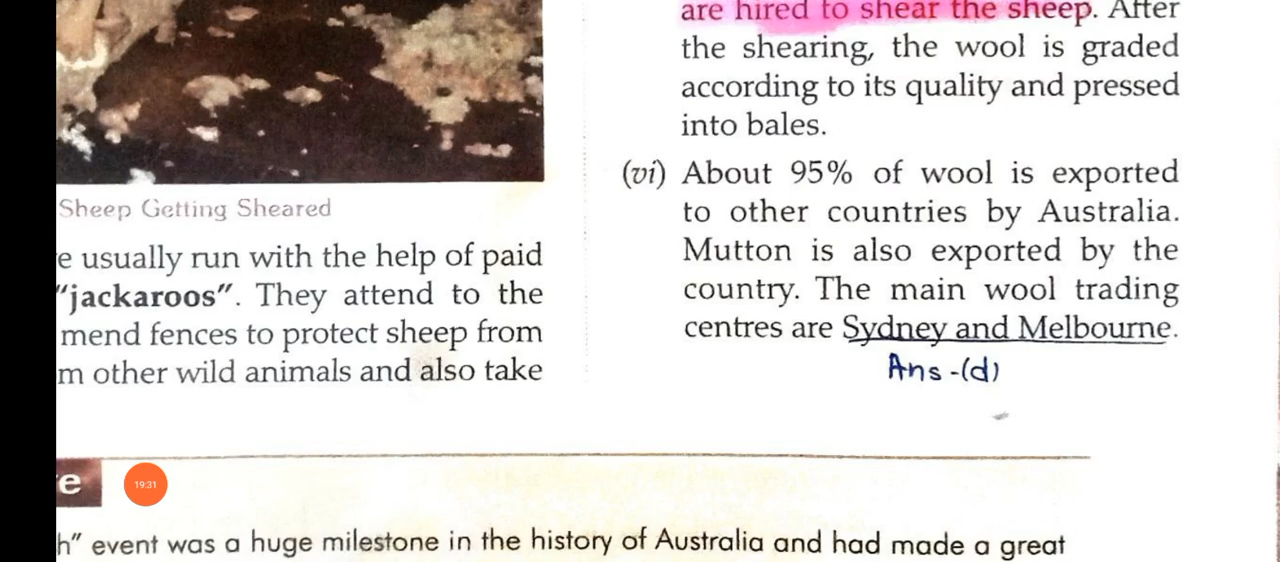 Sheep Getting Sheared
e usually run with the help of paid
"jackaroos". They attend to the
mend fences to protect sheep from
m other wild animals and also take
are hired to shear the sheep. After
the shearing, the wool is graded
according to its quality and pressed
into bales.
(vi) About 95% of wool is exported
to other countries by Australia.
Mutton is also exported by the
country. The main wool trading
centres are Sydney and Melbourne.
Ans-(d)
e
19:31
h" event was a huge milestone in the history of Australia and had made a great